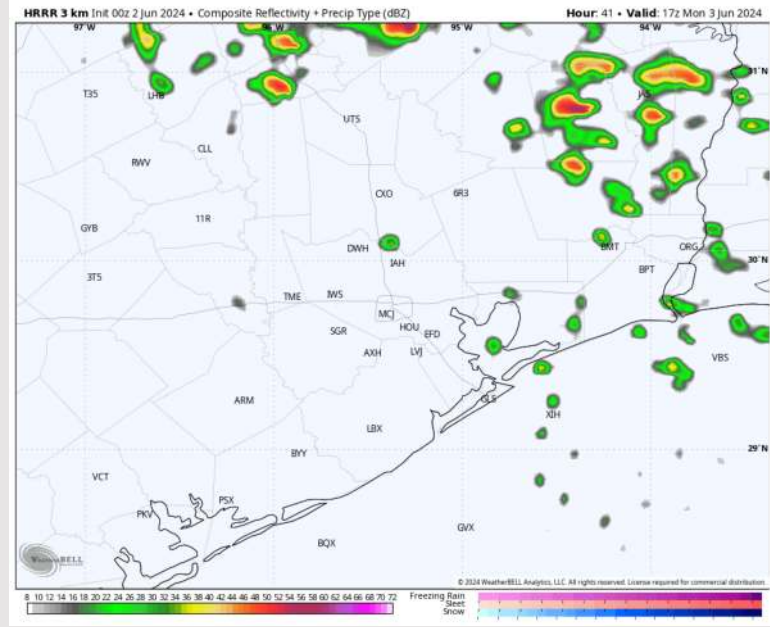 HRRR 3 km Init 00z 2 Jun 2024 • Composite Reflectivity + Precip Type (dBZ) Hour: 41 • Valid: 17z Mon 3 Jun 2024
97°W 96°W 95°W 94°W
31°N
T35 LHB JAS
UTS
CLL
RWV
CXO 6R3
11R
GYB
DWH BMT ORG
30°N
IAH
3T5 BPT
TME IWS
MCJ
SGR HOU EFD
AXH LVJ VBS
ARM GLS
XIH
LBX
29°N
BYY
VCT
PSX
PKV
GVX
BQX
WEATHERBELL
© 2024 WeatherBELL Analytics, LLC. All rights reserved. License required for commercial distribution.
8 10 12 14 16 18 20 22 24 26 28 30 32 34 36 38 40 42 44 46 48 50 52 54 56 58 60 62 64 66 68 70 72
Freezing Rain
Sleet
Snow